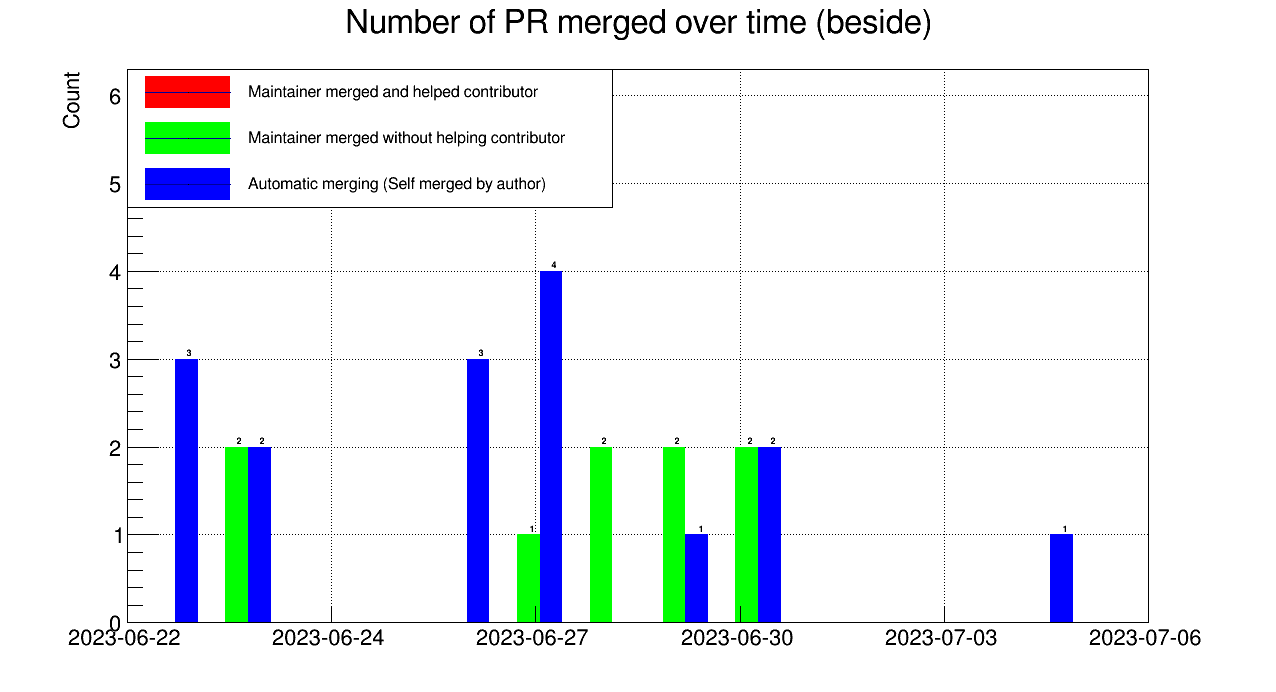 Number of PR merged over time (beside)
Count
Maintainer merged and helped contributor
Maintainer merged without helping contributor
Automatic merging (Self merged by author)
6
5
4
3
2
1
0
3
2 2
3
1 4
2
2 1
2 2
1
2023-06-22 2023-06-24 2023-06-27 2023-06-30 2023-07-03 2023-07-06